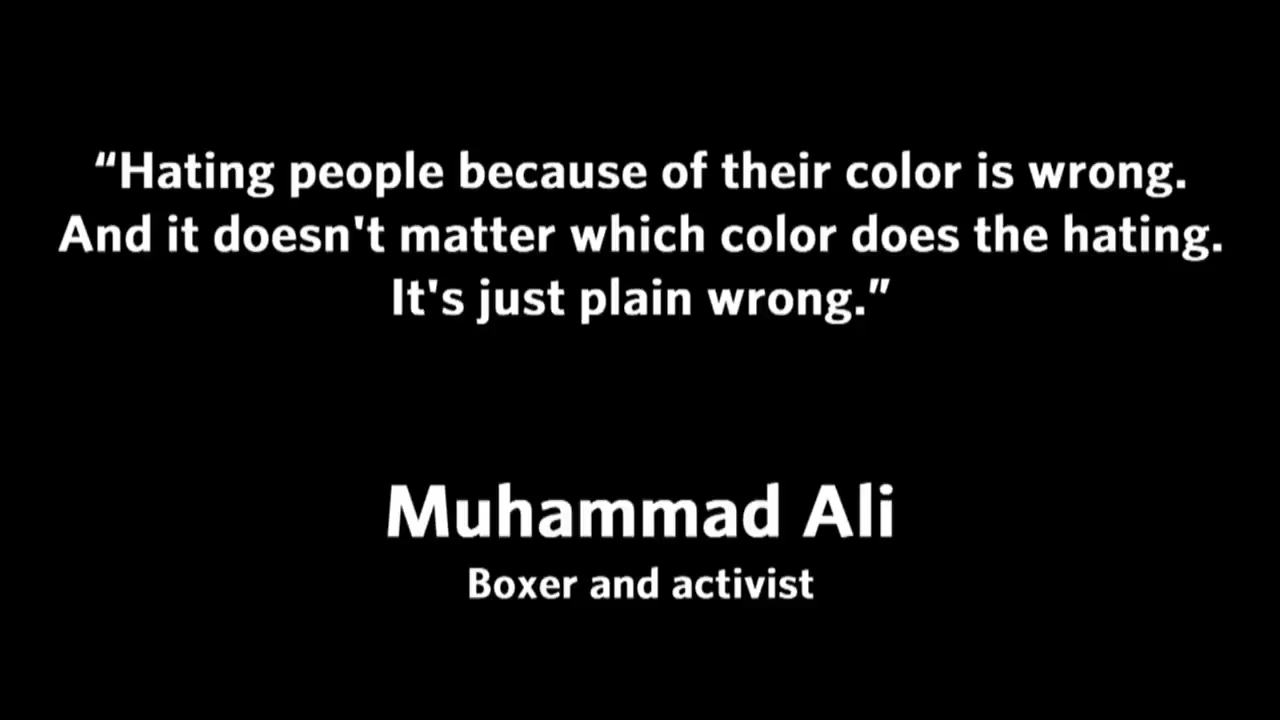 “Hating people because of their color is wrong.
And it doesn't matter which color does the hating.
It's just plain wrong.”
Muhammad Ali
Boxer and activist